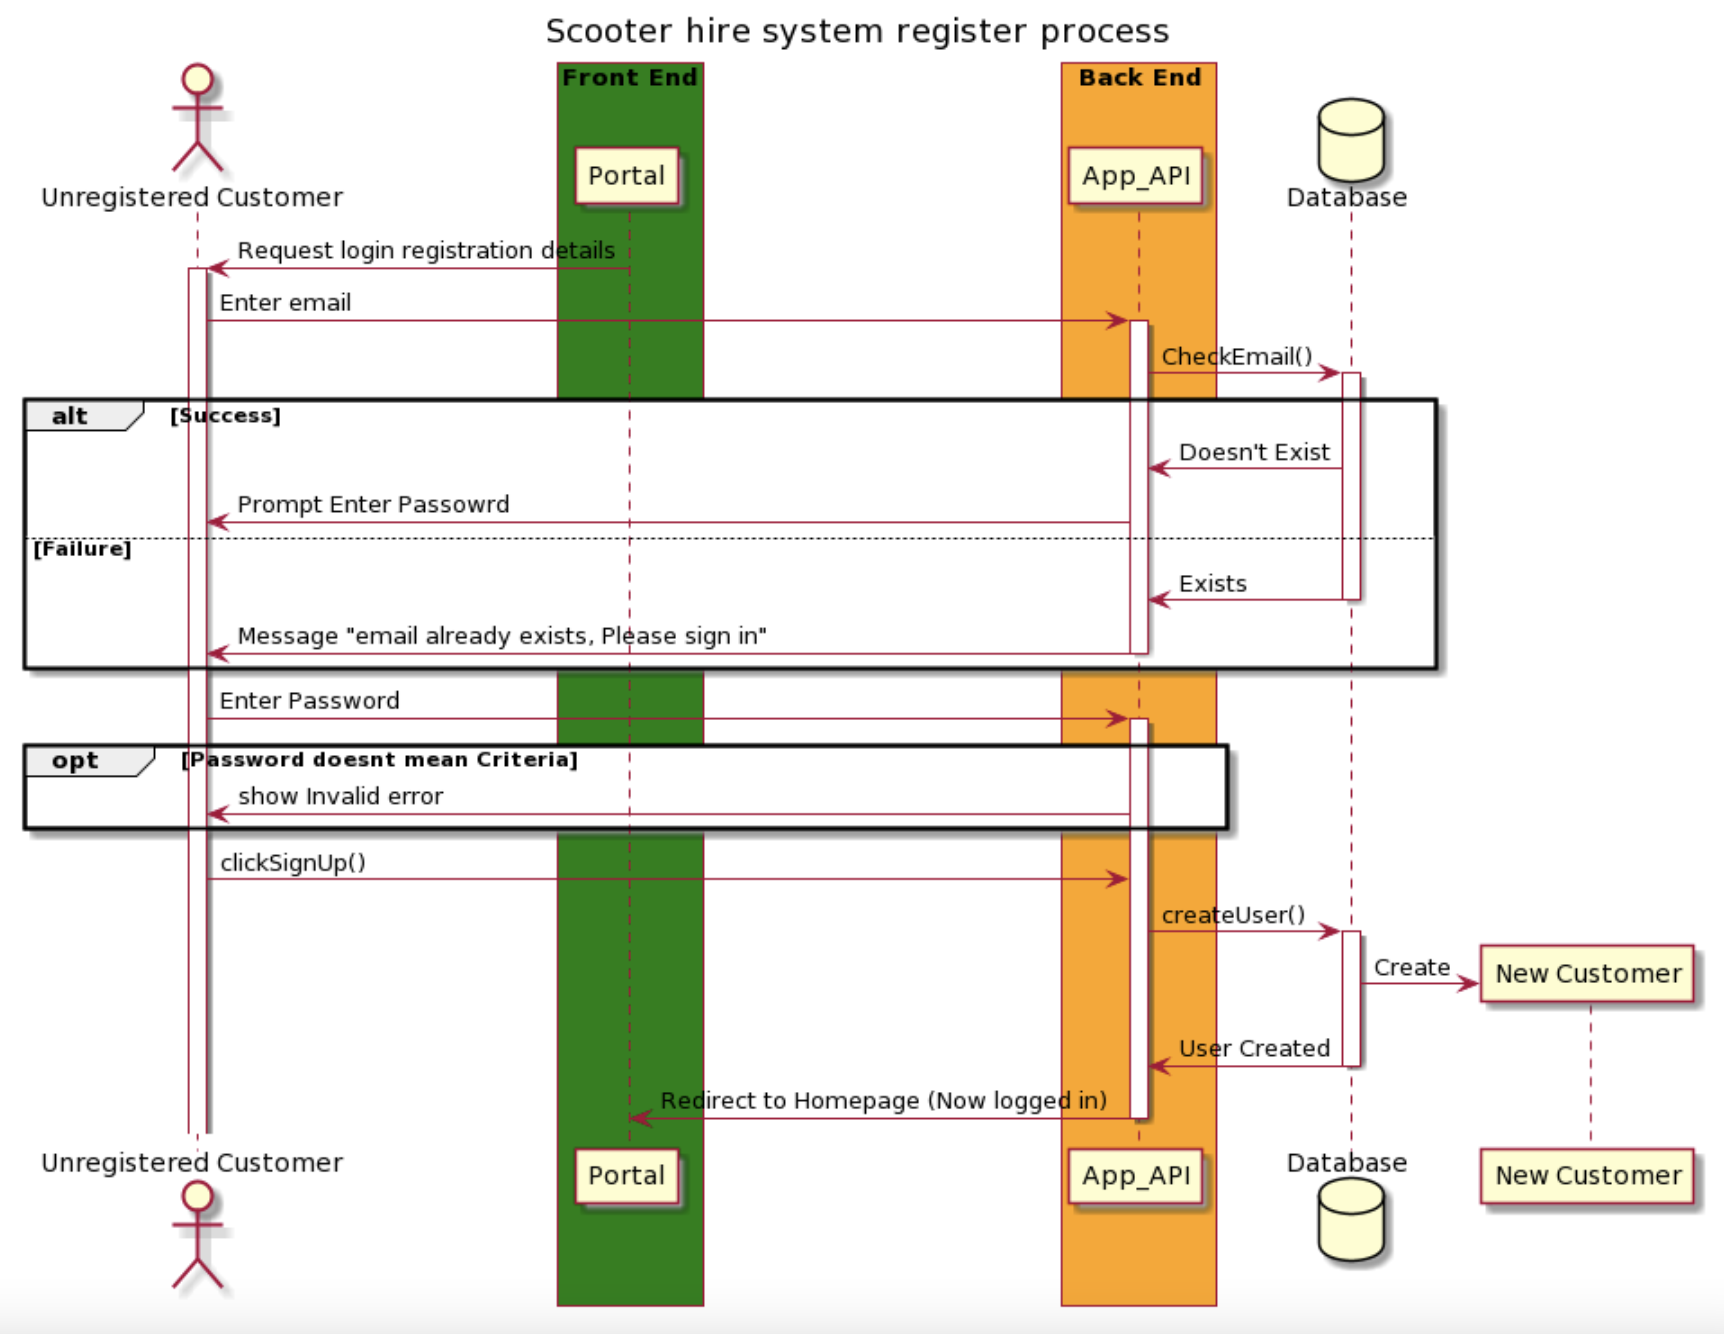 Scooter hire system register process
Front End
Back End
Portal
App_API
Unregistered Customer
Database
Request login registration details
Enter email
CheckEmail()
alt
[Success]
Doesn't Exist
Prompt Enter Passowrd
[Failure]
Exists
Message "email already exists, Please sign in"
Enter Password
opt
[Password doesnt mean Criteria]
show Invalid error
clickSignUp()
createUser()
Create
New Customer
User Created
Redirect to Homepage (Now logged in)
Unregistered Customer
Portal
App_API
Database
New Customer